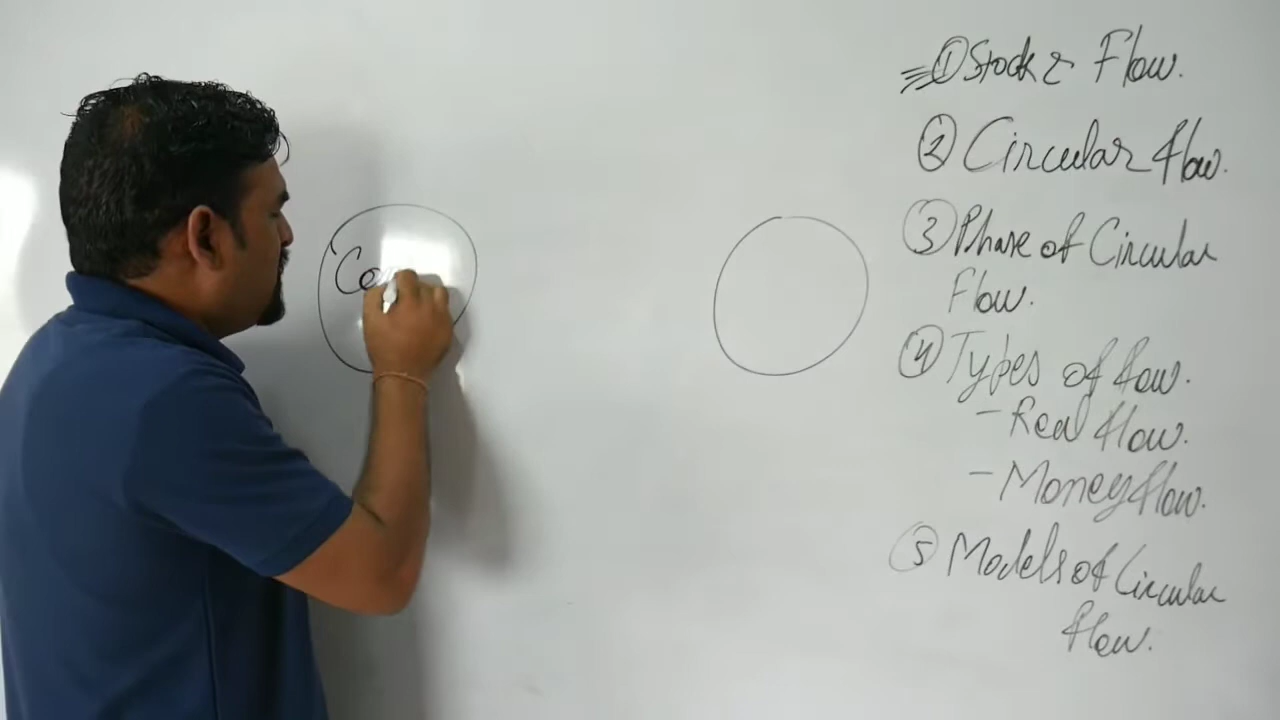 Co
① Stock & Flow.
② Circular flow.
③ Phase of Circular
Flow.
④ Types of flow.
- Real flow.
- Money flow.
⑤ Models of Circular
flow.